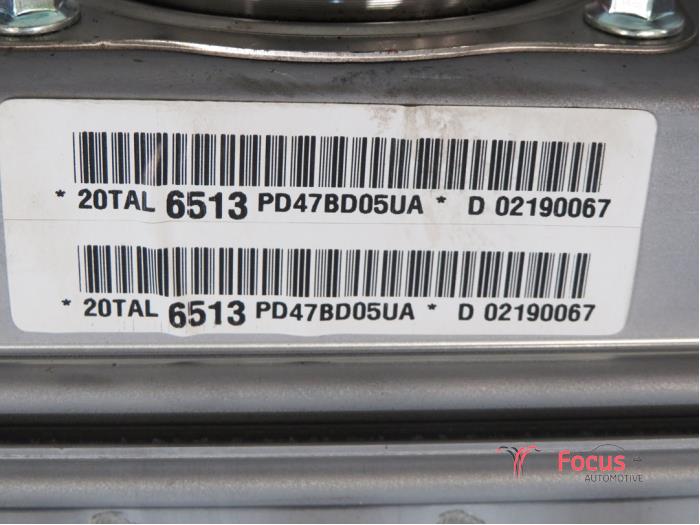 * 20TAL 6513 PD47BD05UA * D 02190067
* 20TAL 6513 PD47BD05UA * D 02190067
Focus
AUTOMOTIVE